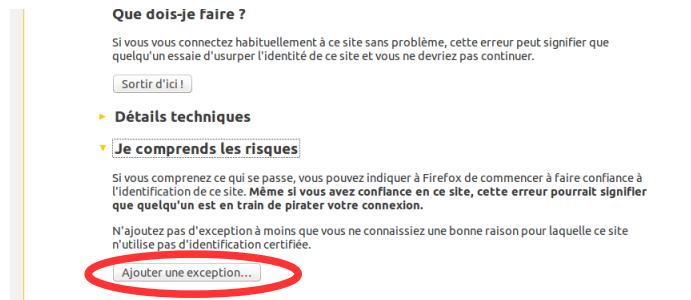 Que dois-je faire ?
Si vous vous connectez habituellement à ce site sans problème, cette erreur peut signifier que
quelqu'un essaie d'usurper l'identité de ce site et vous ne devriez pas continuer.
Sortir d'ici !
Détails techniques
Je comprends les risques
Si vous comprenez ce qui se passe, vous pouvez indiquer à Firefox de commencer à faire confiance à
l'identification de ce site. Même si vous avez confiance en ce site, cette erreur pourrait signifier
que quelqu'un est en train de pirater votre connexion.
N'ajoutez pas d'exception à moins que vous ne connaissiez une bonne raison pour laquelle ce site
n'utilise pas d'identification certifiée.
Ajouter une exception...